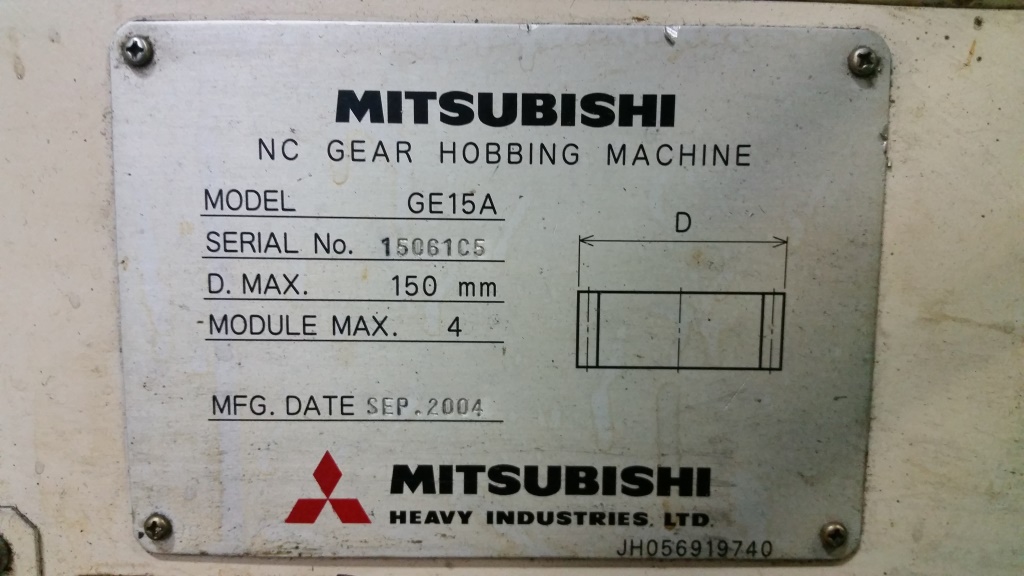 MITSUBISHI
NC GEAR HOBBING MACHINE
MODEL GE15A
SERIAL No. 15061C5
D. MAX. 150 mm
MODULE MAX. 4
D
MFG. DATE SEP.2004
MITSUBISHI
HEAVY INDUSTRIES, LTD.
JH056919740